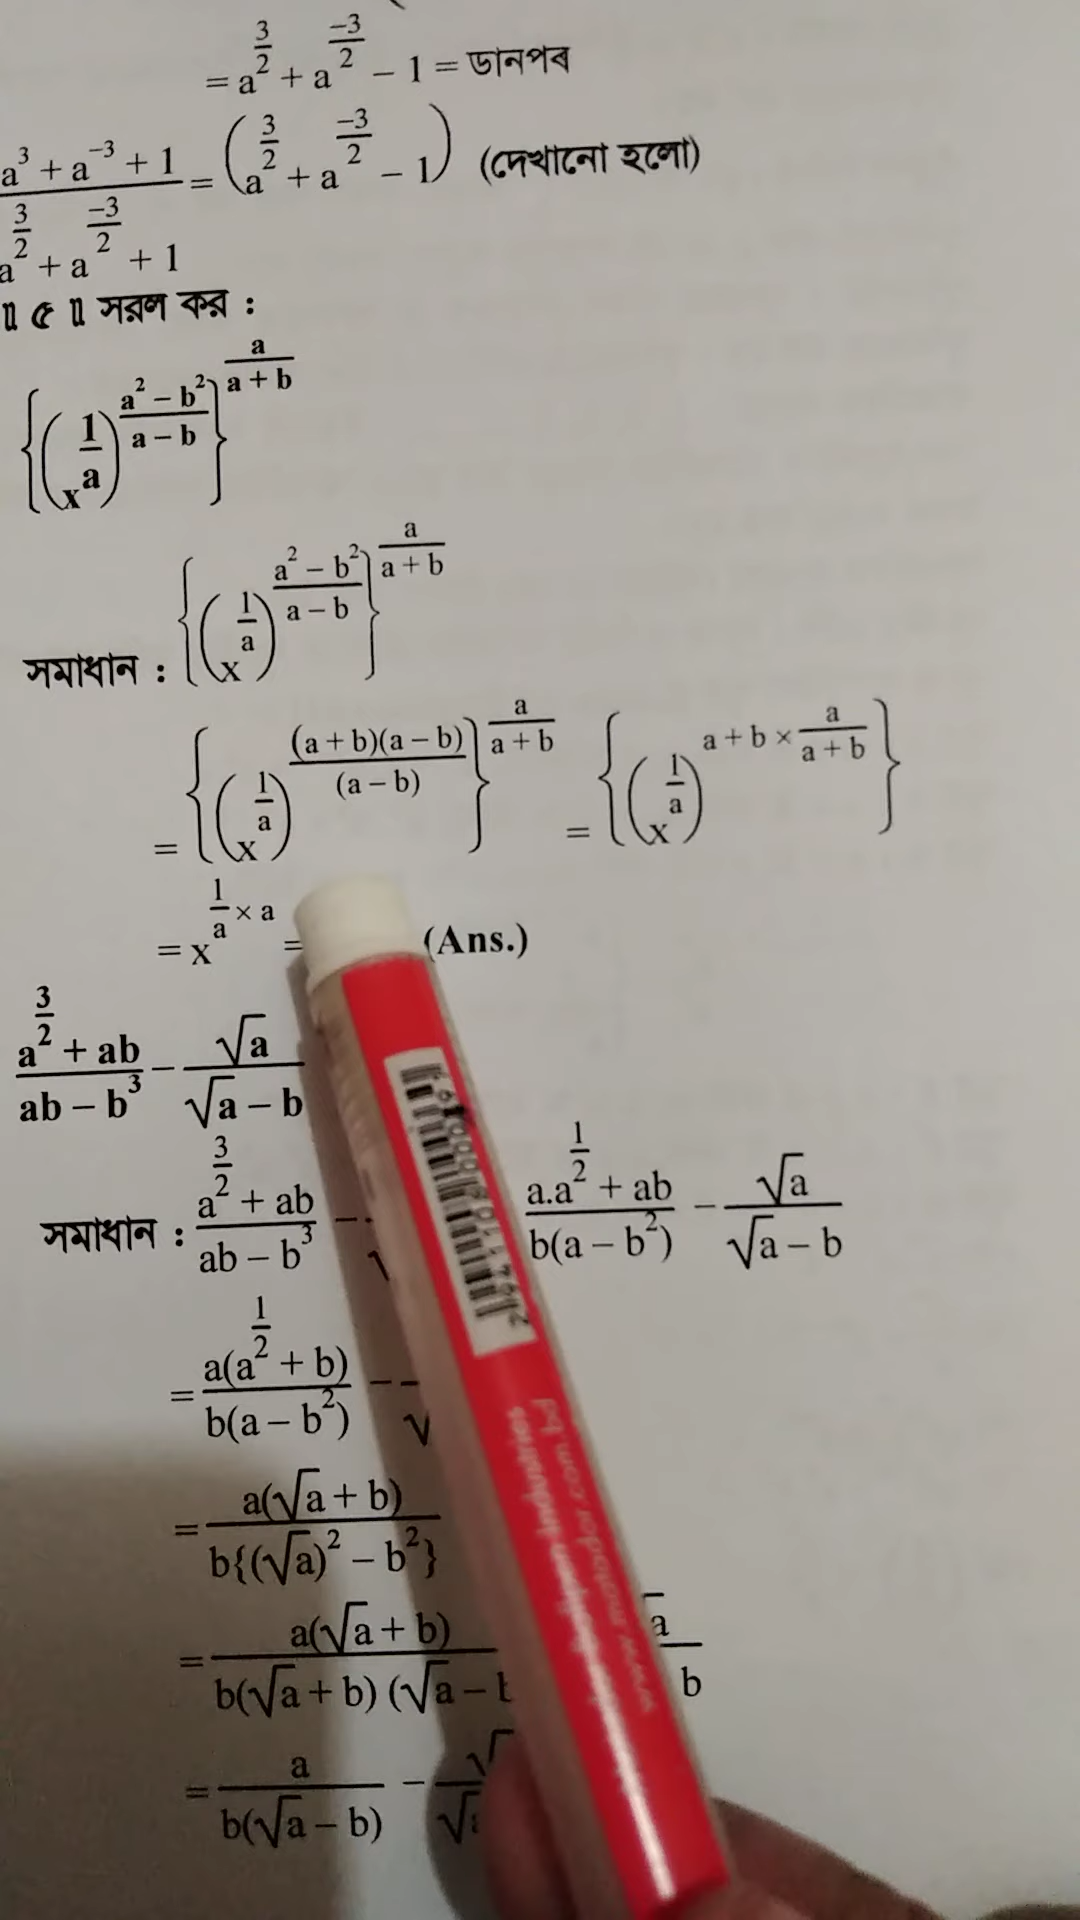 = a^{3/2} + a^{-3/2} − 1 = ডানপৰ
(a^3 + a^{-3} + 1)/(a^{3/2} + a^{-3/2} + 1) = (a^{3/2} + a^{-3/2} − 1) (দেখানো হলো)
॥ ৫ ॥ সরল কর :
{(x^{1/a})^{(a^2 − b^2)/(a − b)}}^{a/(a + b)}
সমাধান : {(x^{1/a})^{(a^2 − b^2)/(a − b)}}^{a/(a + b)}
= {(x^{1/a})^{(a + b)(a − b)/(a − b)}}^{a/(a + b)} = {(x^{1/a})^{a + b × a/(a + b)}}
= x^{1/a × a} = (Ans.)
(a^{3/2} + ab)/(ab − b^3) − √a/(√a − b)
সমাধান : (a^{3/2} + ab)/(ab − b^3) − (a.a^{1/2} + ab)/(b(a − b^2)) − √a/(√a − b)
= a(a^{1/2} + b)/(b(a − b^2)) −
= a(√a + b)/(b{(√a)^2 − b^2})
= a(√a + b)/(b(√a + b) (√a − b a/b
= a/(b(√a − b)) − √